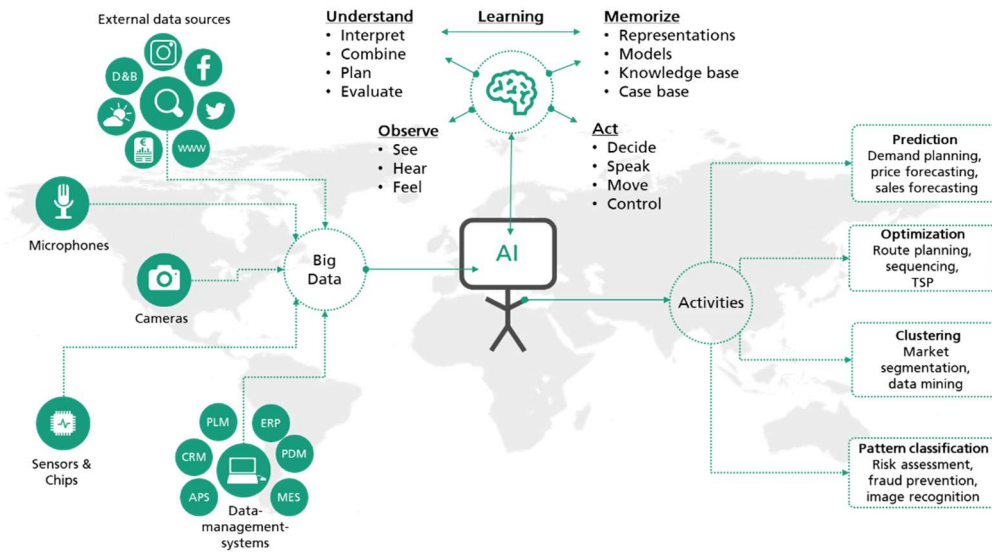 External data sources
D&B
WWW
Understand
• Interpret
• Combine
• Plan
• Evaluate
Learning
Memorize
• Representations
• Models
• Knowledge base
• Case base
Observe
• See
• Hear
• Feel
Act
• Decide
• Speak
• Move
• Control
Microphones
Cameras
Sensors &
Chips
Big
Data
AI
Activities
PLM
ERP
CRM
PDM
APS
MES
Data-
management-
systems
Prediction
Demand planning,
price forecasting,
sales forecasting
Optimization
Route planning,
sequencing,
TSP
Clustering
Market
segmentation,
data mining
Pattern classification
Risk assessment,
fraud prevention,
image recognition